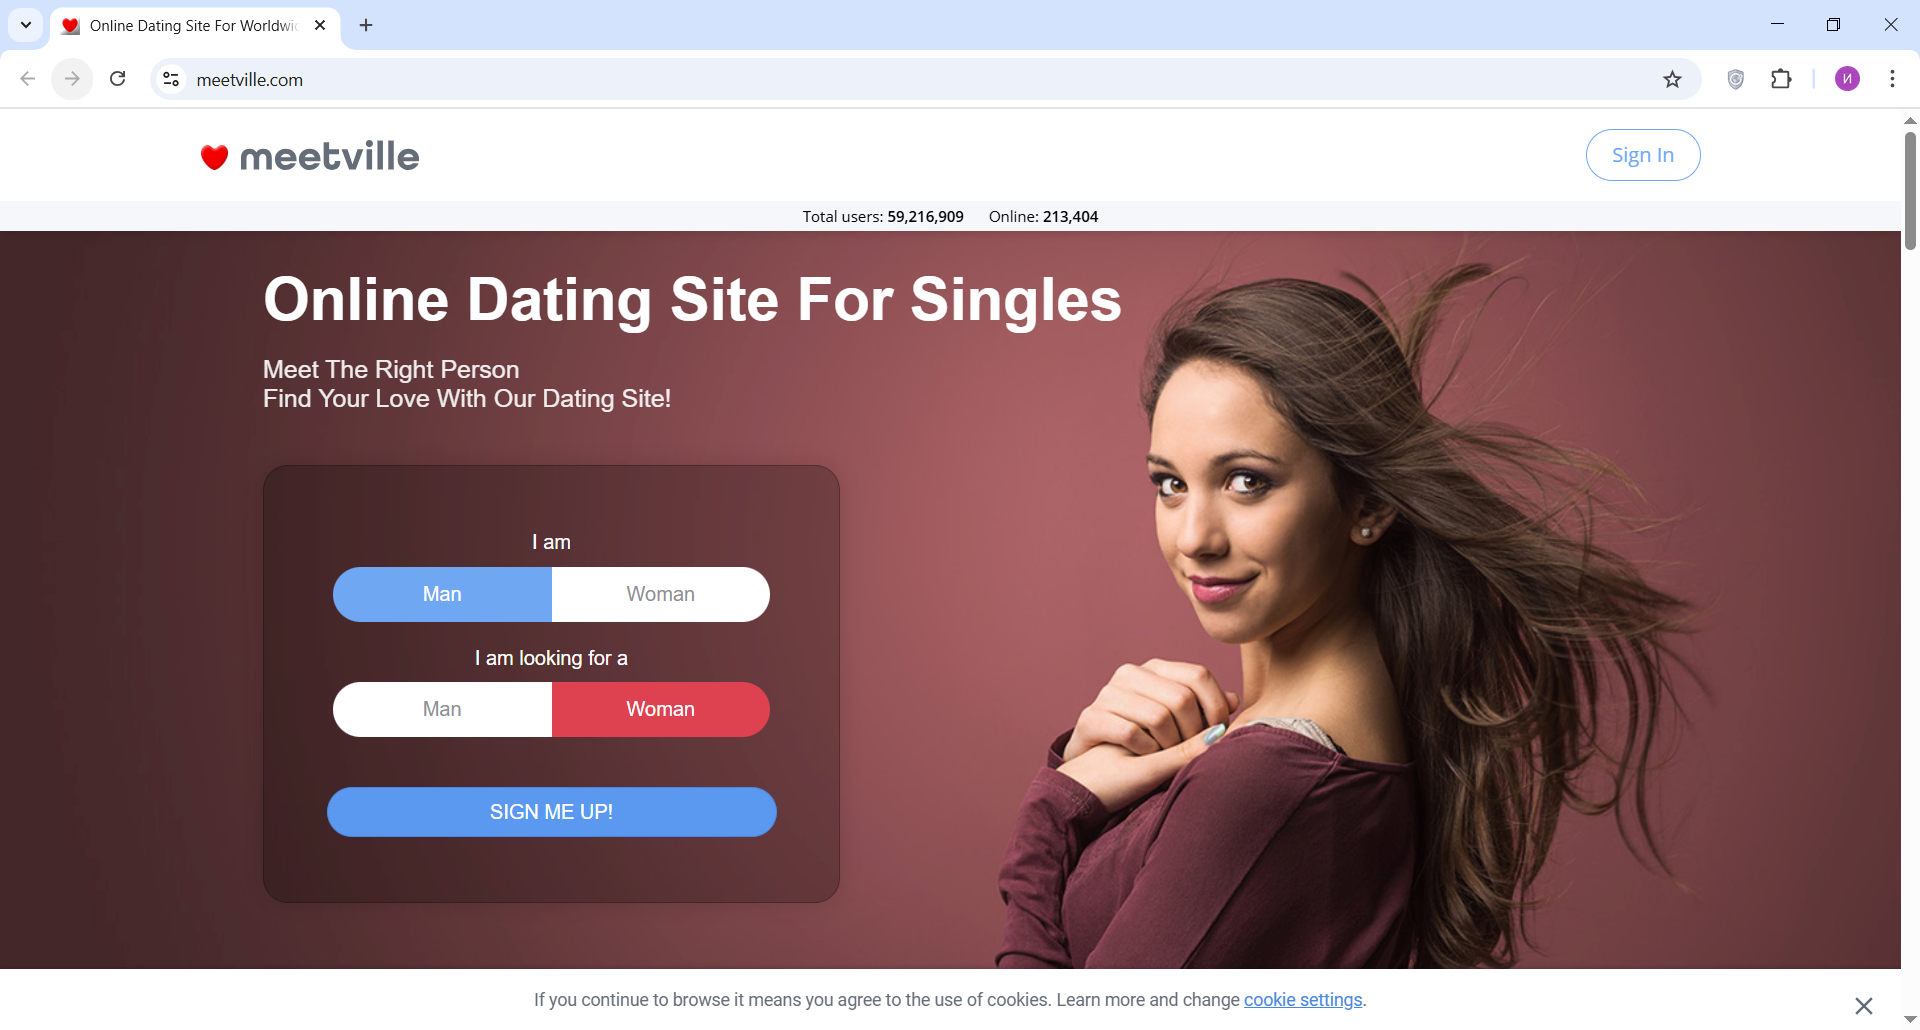 Online Dating Site For Worldwi
meetville.com
И
meetville
Sign In
Total users: 59,216,909 Online: 213,404
Online Dating Site For Singles
Meet The Right Person
Find Your Love With Our Dating Site!
I am
Man Woman
I am looking for a
Man Woman
SIGN ME UP!
If you continue to browse it means you agree to the use of cookies. Learn more and change cookie settings.